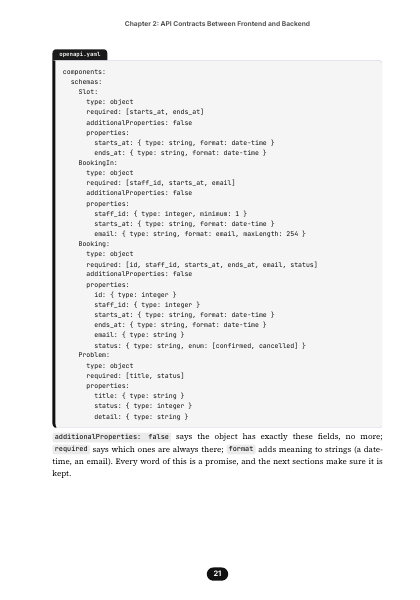 Chapter 2: API Contracts Between Frontend and Backend
openapi.yaml
components:
  schemas:
    Slot:
      type: object
      required: [starts_at, ends_at]
      additionalProperties: false
      properties:
        starts_at: { type: string, format: date-time }
        ends_at: { type: string, format: date-time }
    BookingIn:
      type: object
      required: [staff_id, starts_at, email]
      additionalProperties: false
      properties:
        staff_id: { type: integer, minimum: 1 }
        starts_at: { type: string, format: date-time }
        email: { type: string, format: email, maxLength: 254 }
    Booking:
      type: object
      required: [id, staff_id, starts_at, ends_at, email, status]
      additionalProperties: false
      properties:
        id: { type: integer }
        staff_id: { type: integer }
        starts_at: { type: string, format: date-time }
        ends_at: { type: string, format: date-time }
        email: { type: string }
        status: { type: string, enum: [confirmed, cancelled] }
    Problem:
      type: object
      required: [title, status]
      properties:
        title: { type: string }
        status: { type: integer }
        detail: { type: string }
additionalProperties: false says the object has exactly these fields, no more;
required says which ones are always there; format adds meaning to strings (a date-
time, an email). Every word of this is a promise, and the next sections make sure it is
kept.
21